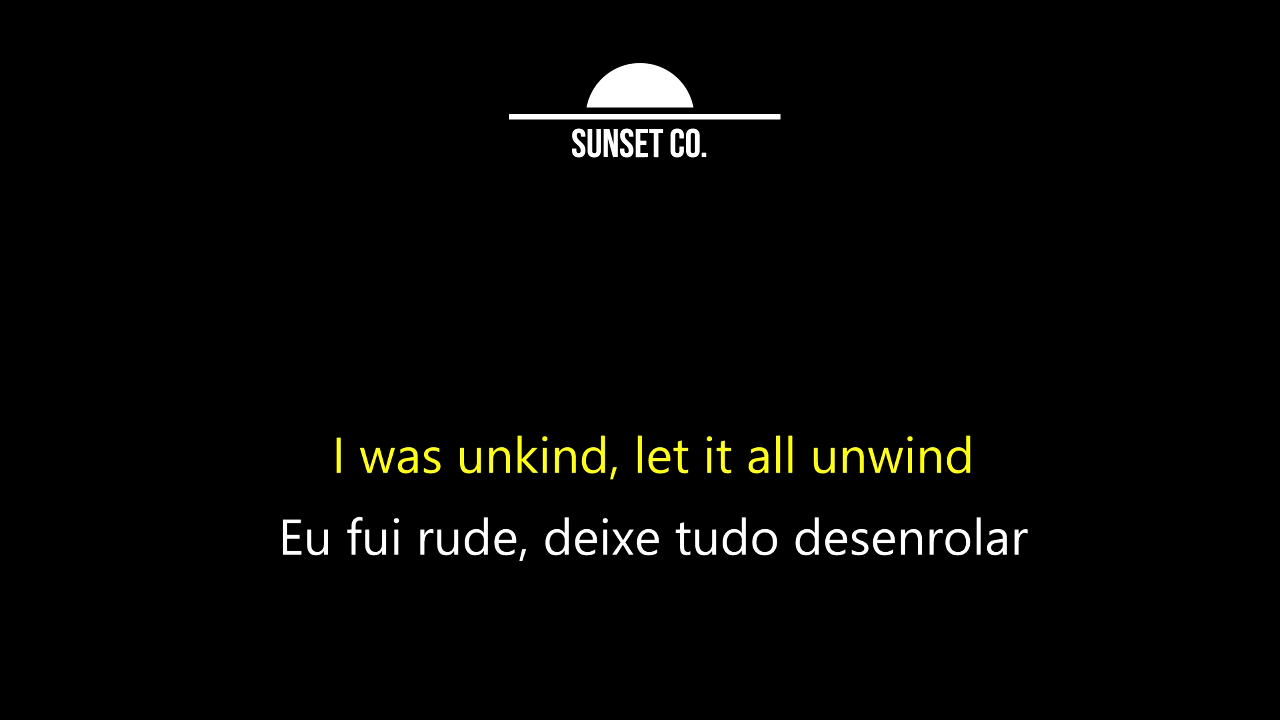 SUNSET CO.
I was unkind, let it all unwind
Eu fui rude, deixe tudo desenrolar